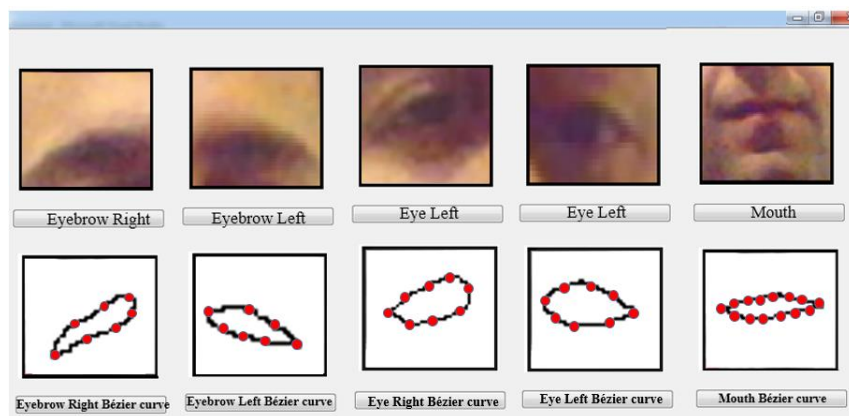 Eyebrow Right
Eyebrow Left
Eye Left
Eye Left
Mouth
Eyebrow Right Bézier curve
Eyebrow Left Bézier curve
Eye Right Bézier curve
Eye Left Bézier curve
Mouth Bézier curve